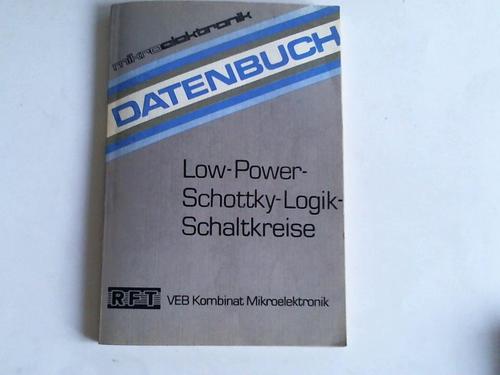 mikroelektronik
DATENBUCH
Low-Power-
Schottky-Logik-
Schaltkreise
RFT VEB Kombinat Mikroelektronik